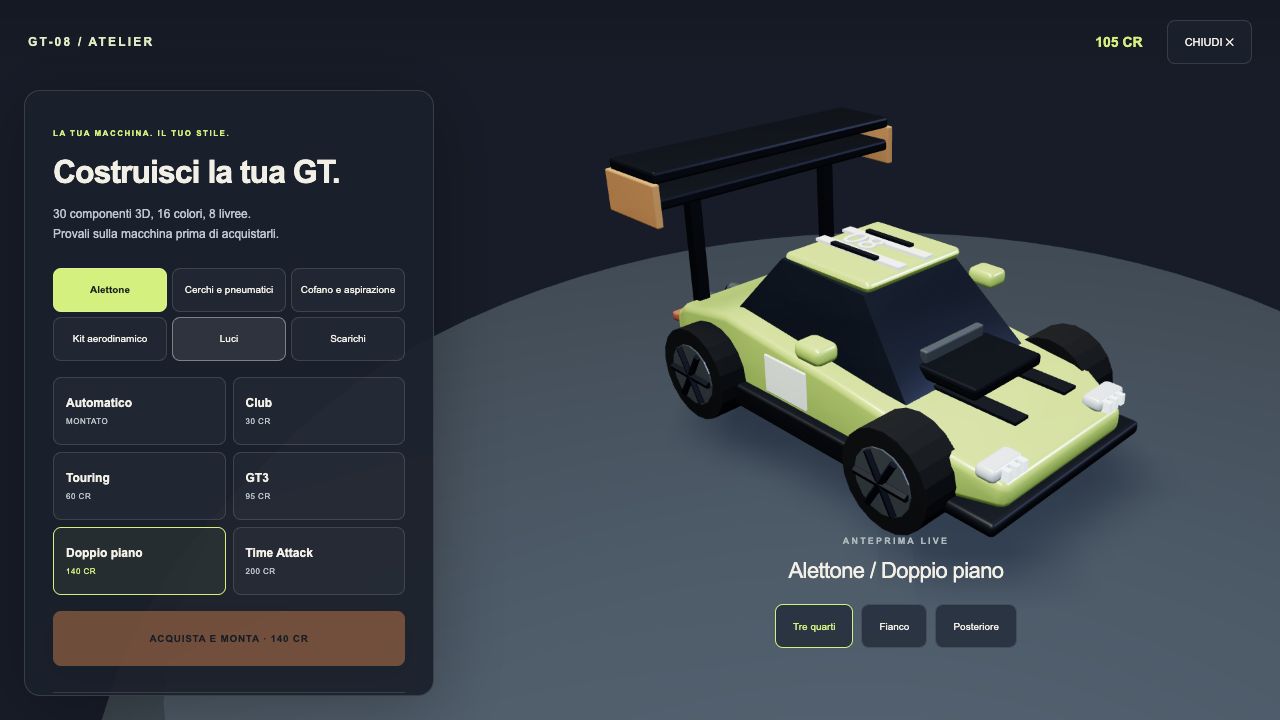 GT-08 / ATELIER
105 CR
CHIUDI ✕
LA TUA MACCHINA. IL TUO STILE.
Costruisci la tua GT.
30 componenti 3D, 16 colori, 8 livree.
Provali sulla macchina prima di acquistarli.
Alettone
Cerchi e pneumatici
Cofano e aspirazione
Kit aerodinamico
Luci
Scarichi
Automatico
MONTATO
Club
30 CR
Touring
60 CR
GT3
95 CR
Doppio piano
140 CR
Time Attack
200 CR
ACQUISTA E MONTA · 140 CR
08
ANTEPRIMA LIVE
Alettone / Doppio piano
Tre quarti
Fianco
Posteriore